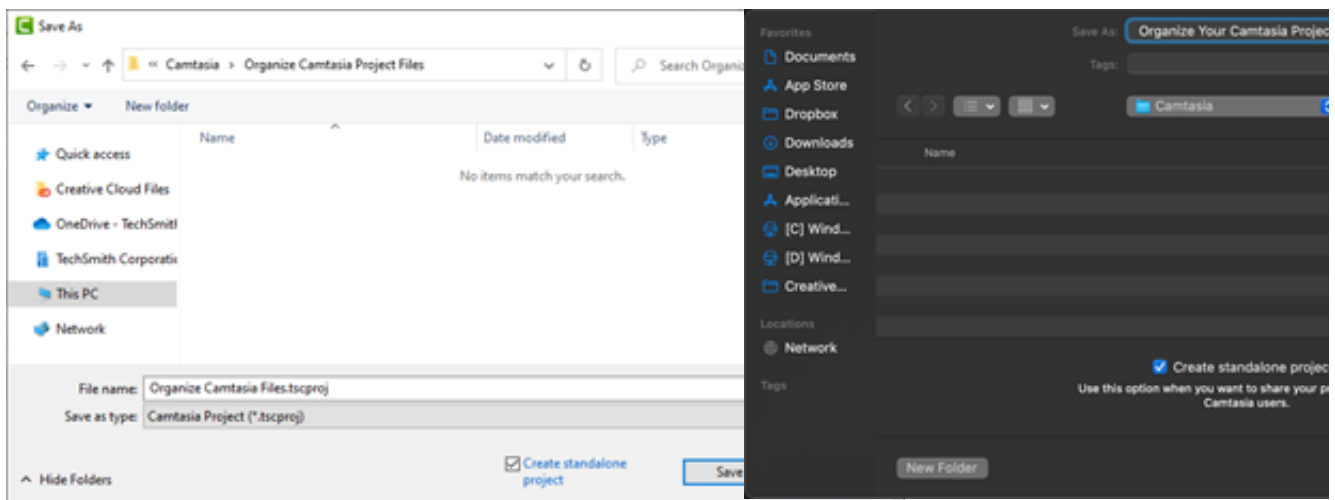 Save As
« Camtasia › Organize Camtasia Project Files
Search Organiz
Organize
New folder
Name
Date modified
Type
No items match your search.
Quick access
Creative Cloud Files
OneDrive - TechSmith
TechSmith Corporatio
This PC
Network
File name: Organize Camtasia Files.tscproj
Save as type: Camtasia Project (*.tscproj)
Create standalone
project
Save
Hide Folders
Favorites
Documents
App Store
Dropbox
Downloads
Desktop
Applicati...
[C] Wind...
[D] Wind...
Creative...
Locations
Network
Tags
Save As: Organize Your Camtasia Projec
Tags:
Camtasia
Name
Create standalone projec
Use this option when you want to share your pr
Camtasia users.
New Folder